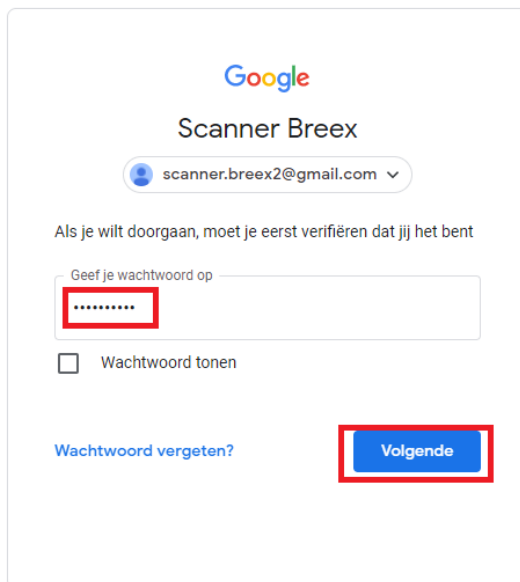 Google
Scanner Breex
scanner.breex2@gmail.com
Als je wilt doorgaan, moet je eerst verifiëren dat jij het bent
Geef je wachtwoord op
••••••••••
Wachtwoord tonen
Wachtwoord vergeten?
Volgende